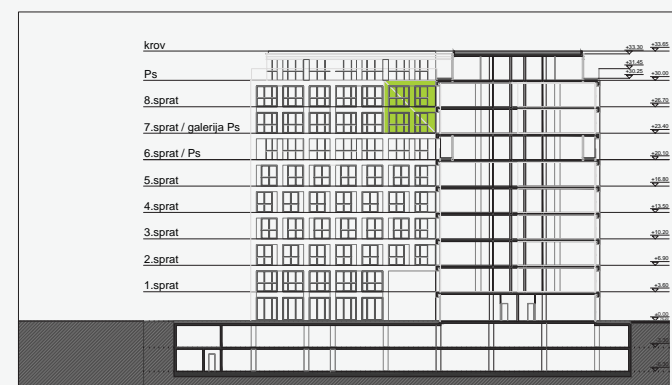 krov
+33.30 +33.65
+31.45
Ps
+30.25 +30.00
8.sprat
+26.70
7.sprat / galerija Ps
+23.40
6.sprat / Ps
+20.10
5.sprat
+16.80
4.sprat
+13.50
3.sprat
+10.20
2.sprat
+6.90
1.sprat
+3.60
±0.00